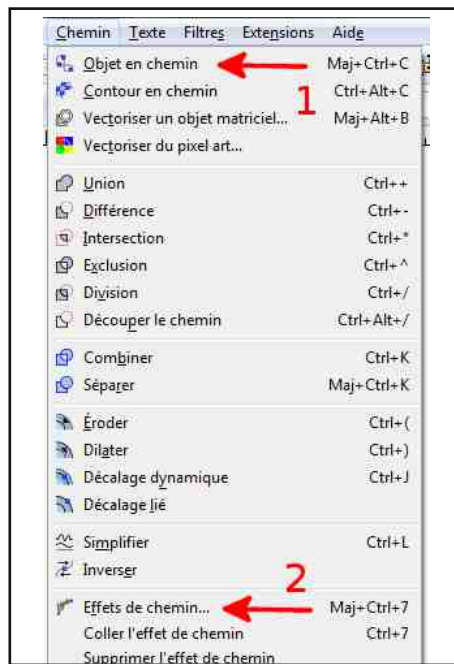 Chemin Texte Filtres Extensions Aide
Objet en chemin Maj+Ctrl+C
1
Contour en chemin Ctrl+Alt+C
Vectoriser un objet matriciel... Maj+Alt+B
Vectoriser du pixel art...
Union Ctrl++
Différence Ctrl+-
Intersection Ctrl+*
Exclusion Ctrl+^
Division Ctrl+/
Découper le chemin Ctrl+Alt+/
Combiner Ctrl+K
Séparer Maj+Ctrl+K
Éroder Ctrl+(
Dilater Ctrl+)
Décalage dynamique Ctrl+J
Décalage lié
Simplifier Ctrl+L
Inverser
2
Effets de chemin... Maj+Ctrl+7
Coller l'effet de chemin Ctrl+7
Supprimer l'effet de chemin